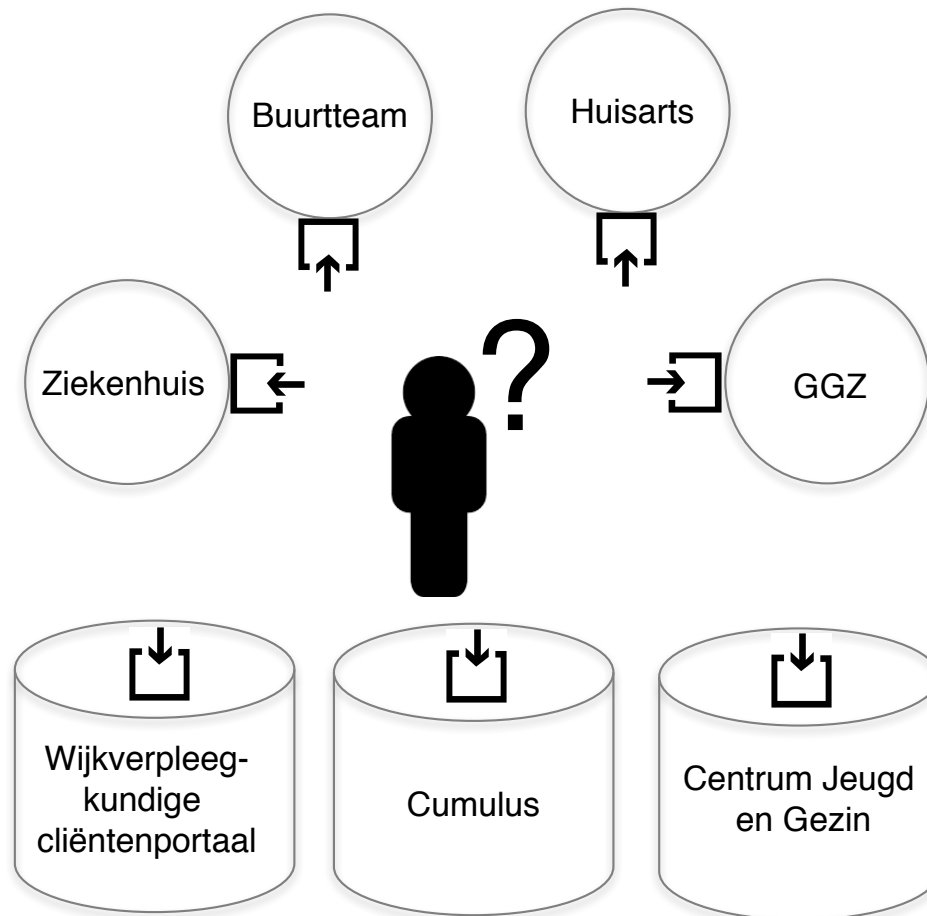 Buurtteam
Huisarts
?
Ziekenhuis
GGZ
Wijkverpleeg-
kundige
cliëntenportaal
Cumulus
Centrum Jeugd
en Gezin